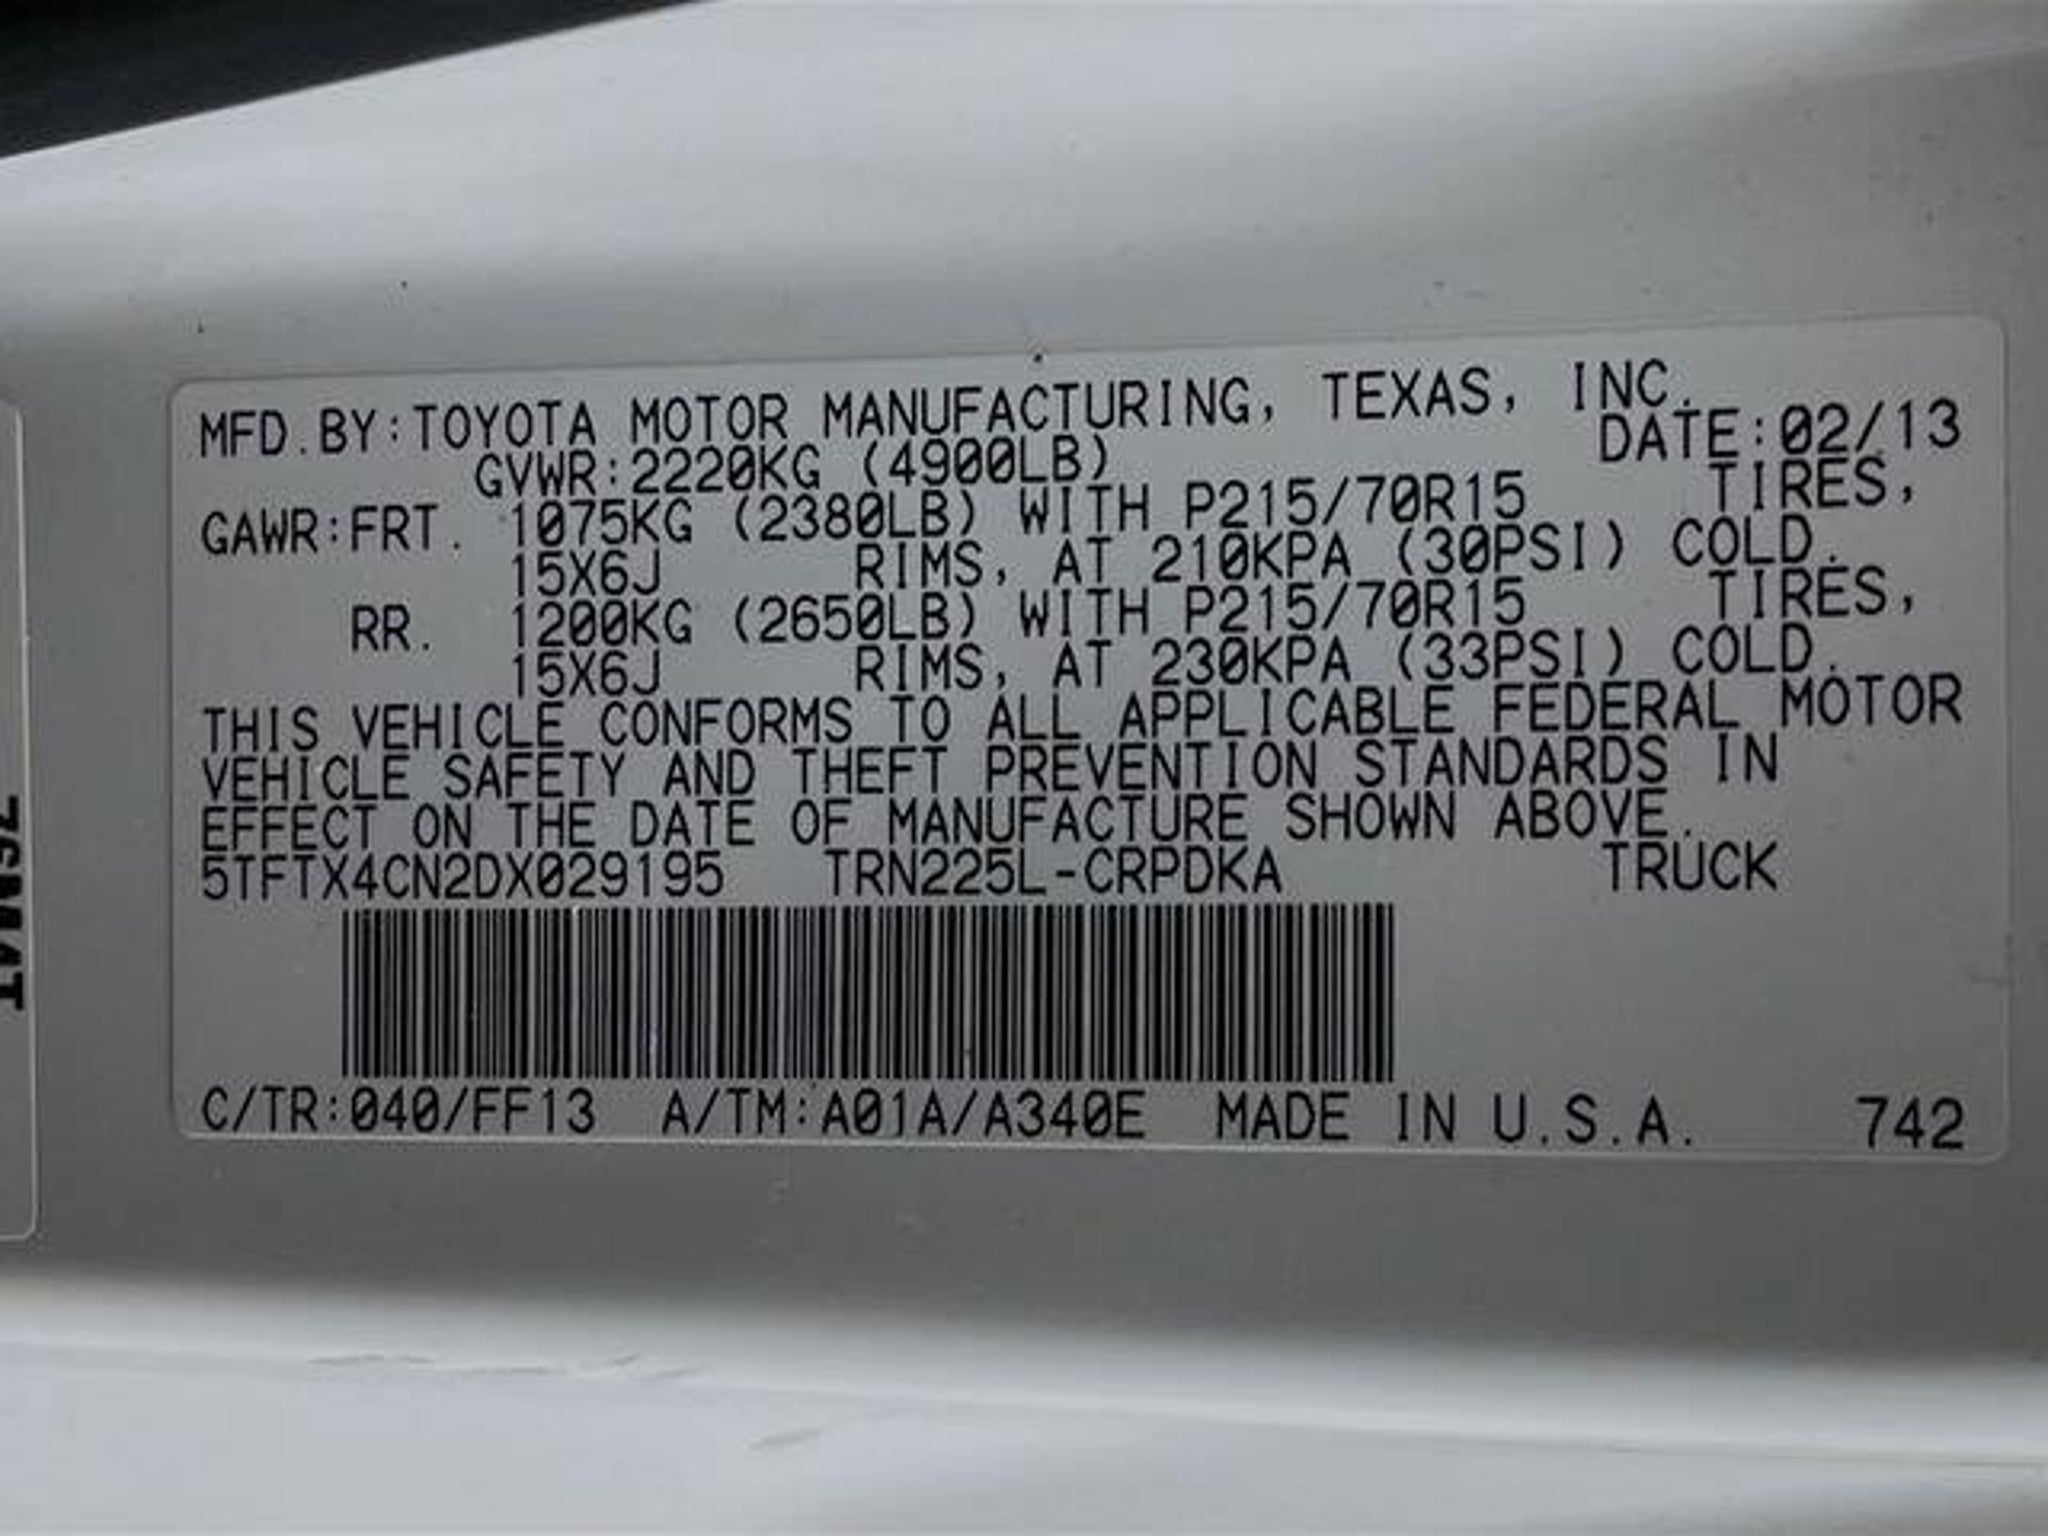 MFD.BY:TOYOTA MOTOR MANUFACTURING, TEXAS, INC.
DATE:02/13
GVWR:2220KG (4900LB)
GAWR:FRT. 1075KG (2380LB) WITH P215/70R15 TIRES,
15X6J RIMS, AT 210KPA (30PSI) COLD.
RR. 1200KG (2650LB) WITH P215/70R15 TIRES,
15X6J RIMS, AT 230KPA (33PSI) COLD.
THIS VEHICLE CONFORMS TO ALL APPLICABLE FEDERAL MOTOR
VEHICLE SAFETY AND THEFT PREVENTION STANDARDS IN
EFFECT ON THE DATE OF MANUFACTURE SHOWN ABOVE.
5TFTX4CN2DX029195 TRN225L-CRPDKA TRUCK
C/TR:040/FF13 A/TM:A01A/A340E MADE IN U.S.A. 742